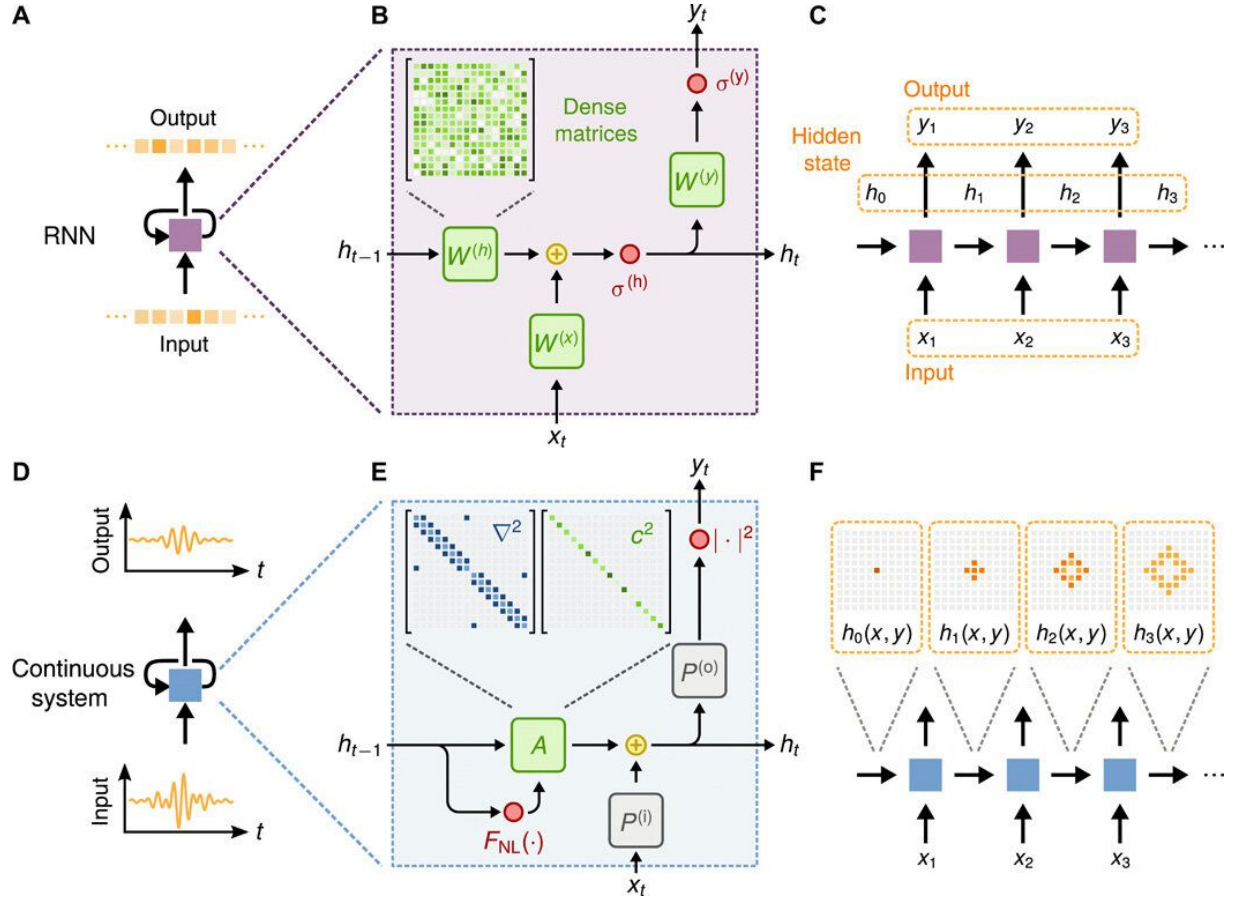 A
Output
RNN
Input
B
y_t
σ^(y)
Dense
matrices
W^(y)
h_{t−1}
W^(h)
+
σ^(h)
h_t
W^(x)
x_t
C
Output
y_1 y_2 y_3
Hidden
state
h_0 h_1 h_2 h_3
...
x_1 x_2 x_3
Input
D
Output
t
Continuous
system
Input
t
E
y_t
∇^2
c^2
|·|^2
P^(o)
h_{t−1}
A
+
h_t
F_NL(·)
P^(i)
x_t
F
h_0(x, y) h_1(x, y) h_2(x, y) h_3(x, y)
...
x_1 x_2 x_3